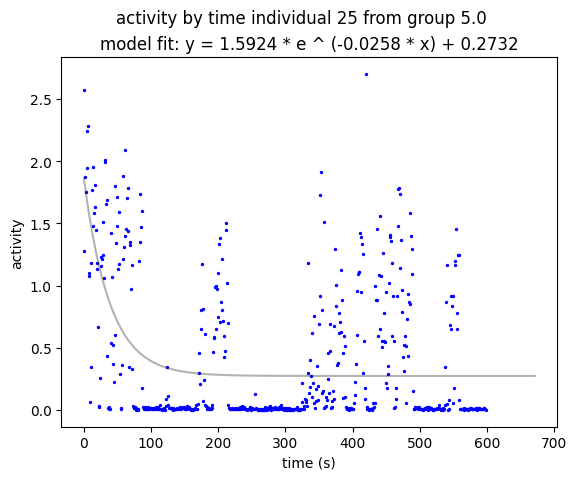 activity by time individual 25 from group 5.0
model fit: y = 1.5924 * e ^ (-0.0258 * x) + 0.2732
2.5
2.0
1.5
1.0
0.5
0.0
activity
0 100 200 300 400 500 600 700
time (s)